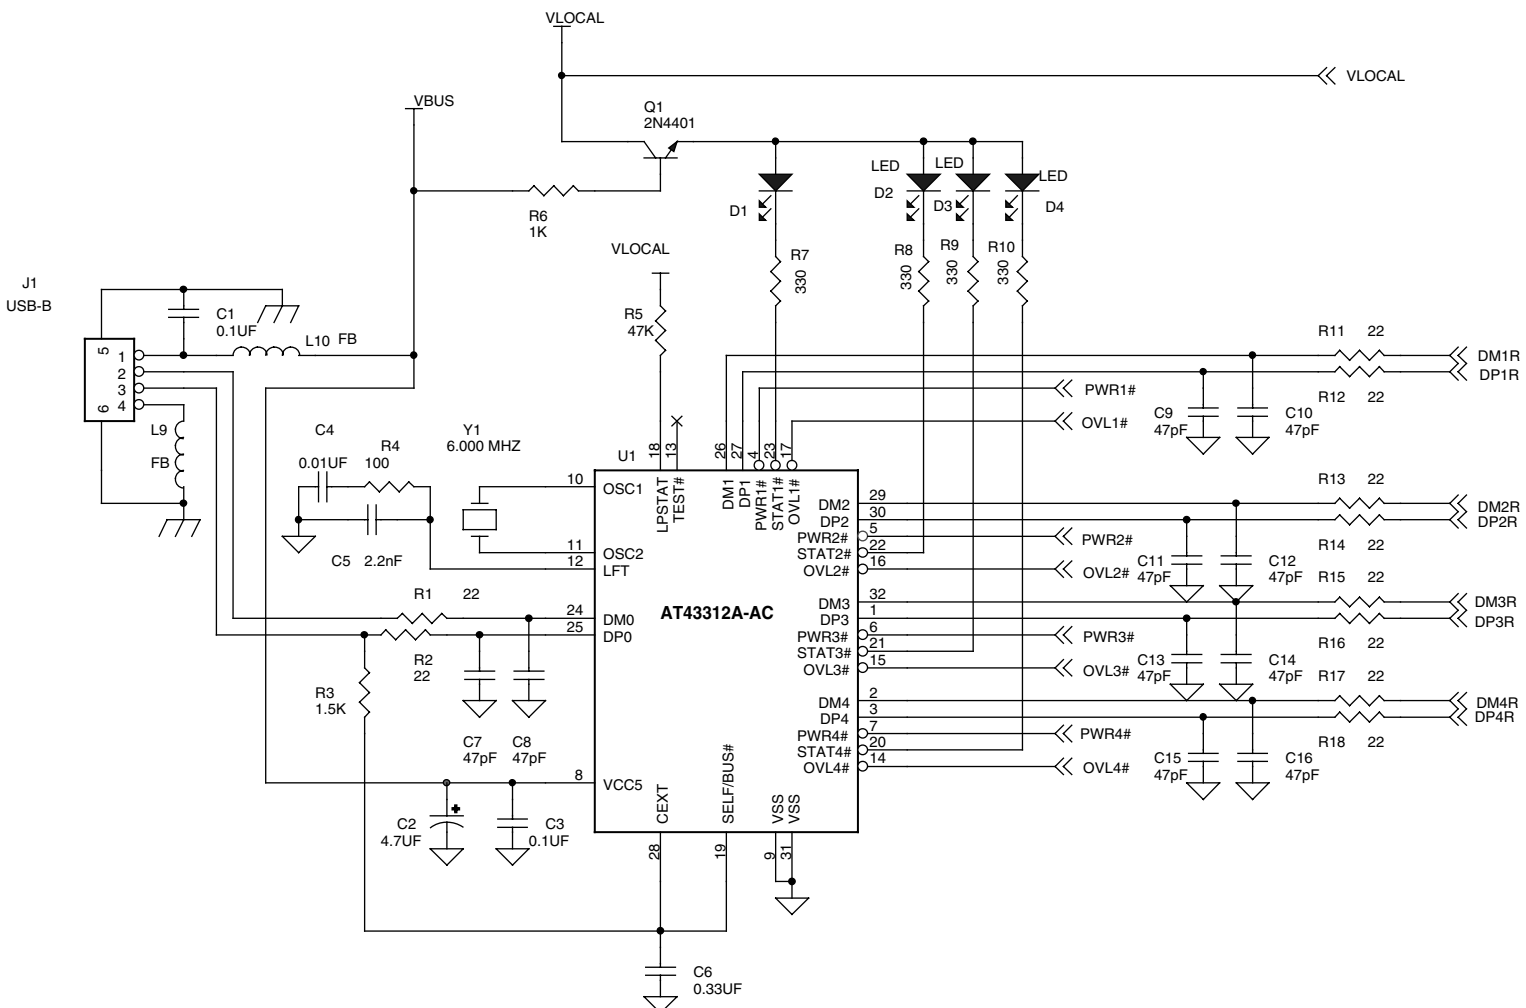 VLOCAL
VLOCAL
VBUS
Q1
2N4401
LED
LED
LED
D1
D2
D3
D4
R6
1K
VLOCAL
R7
330
R8
330
R9
330
R10
330
J1
USB-B
C1
0.1UF
L10 FB
R5
47K
5
6
1
2
3
4
L9
FB
R11 22
DM1R
DP1R
R12 22
PWR1#
OVL1#
C9
47pF
C10
47pF
C4
0.01UF
R4
100
Y1
6.000 MHZ
C5 2.2nF
U1
18
13
26
27
4
23
17
LPSTAT
TEST#
DM1
DP1
PWR1#
STAT1#
OVL1#
10
OSC1
11
OSC2
12
LFT
R1 22
24
DM0
25
DP0
R2
22
R3
1.5K
C7
47pF
C8
47pF
8
VCC5
C2
4.7UF
+
C3
0.1UF
AT43312A-AC
DM2
29
DP2
30
PWR2#
5
STAT2#
22
OVL2#
16
DM3
32
DP3
1
PWR3#
6
STAT3#
21
OVL3#
15
DM4
2
DP4
3
PWR4#
7
STAT4#
20
OVL4#
14
R13 22
DM2R
DP2R
R14 22
PWR2#
OVL2#
C11
47pF
C12
47pF
R15 22
DM3R
DP3R
R16 22
PWR3#
OVL3#
C13
47pF
C14
47pF
R17 22
DM4R
DP4R
R18 22
PWR4#
OVL4#
C15
47pF
C16
47pF
CEXT
SELF/BUS#
VSS
VSS
28
19
9
31
C6
0.33UF